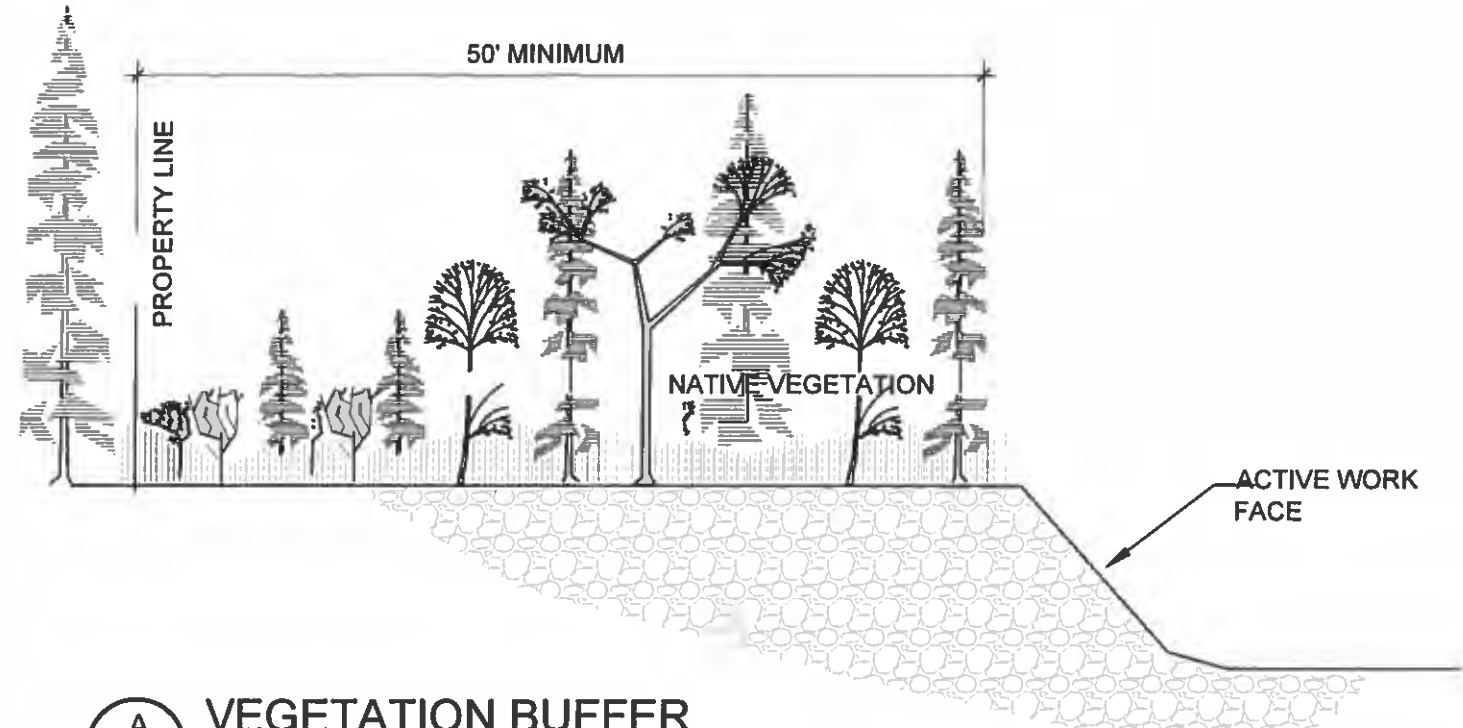 50' MINIMUM
PROPERTY LINE
NATIVE VEGETATION
ACTIVE WORK
FACE
A
VEGETATION BUFFER